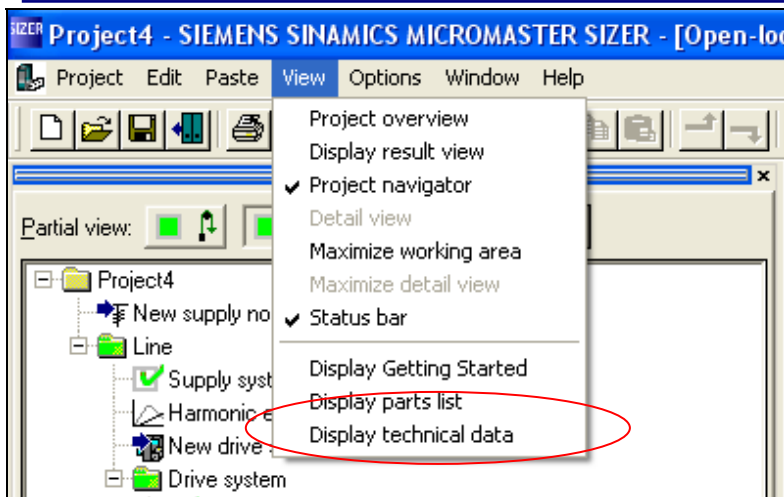 SIZER Project4 - SIEMENS SINAMICS MICROMASTER SIZER - [Open-loo
Project Edit Paste View Options Window Help
Project overview
Display result view
Project navigator
Detail view
Maximize working area
Maximize detail view
Status bar
Display Getting Started
Display parts list
Display technical data
Partial view:
Project4
New supply no
Line
Supply syst
Harmonic e
New drive
Drive system